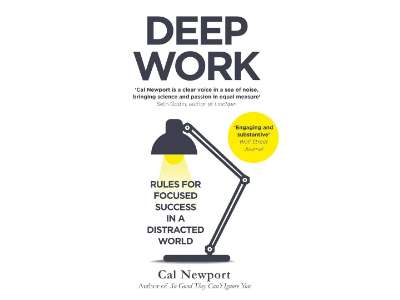 DEEP
WORK
'Cal Newport is a clear voice in a sea of noise,
bringing science and passion in equal measure'
Seth Godin, author of Linchpin
'Engaging and
substantive'
Wall Street
Journal
RULES FOR
FOCUSED
SUCCESS
IN A
DISTRACTED
WORLD
Cal Newport
Author of So Good They Can't Ignore You